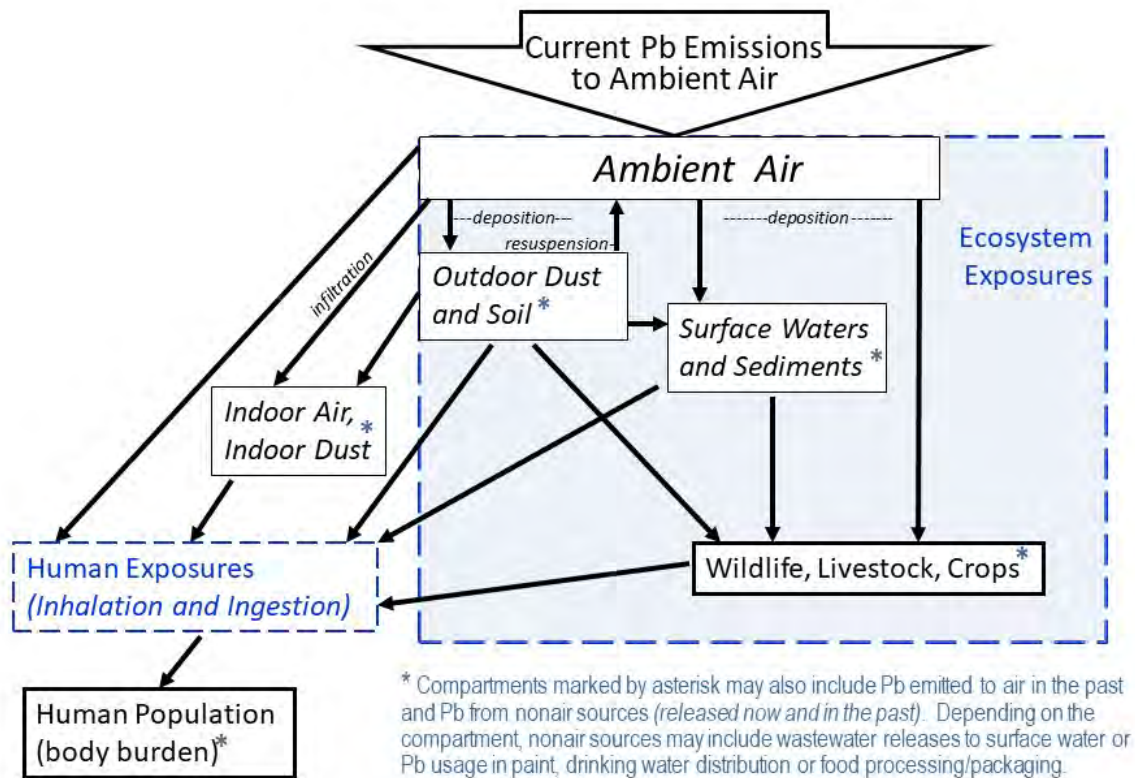 Current Pb Emissions
to Ambient Air
Ambient Air
---deposition---
resuspension-
-------deposition-------
infiltration
Ecosystem
Exposures
Outdoor Dust
and Soil *
Surface Waters
and Sediments *
Indoor Air,
Indoor Dust *
Human Exposures
(Inhalation and Ingestion)
Wildlife, Livestock, Crops *
Human Population
(body burden) *
* Compartments marked by asterisk may also include Pb emitted to air in the past
and Pb from nonair sources (released now and in the past). Depending on the
compartment, nonair sources may include wastewater releases to surface water or
Pb usage in paint, drinking water distribution or food processing/packaging.